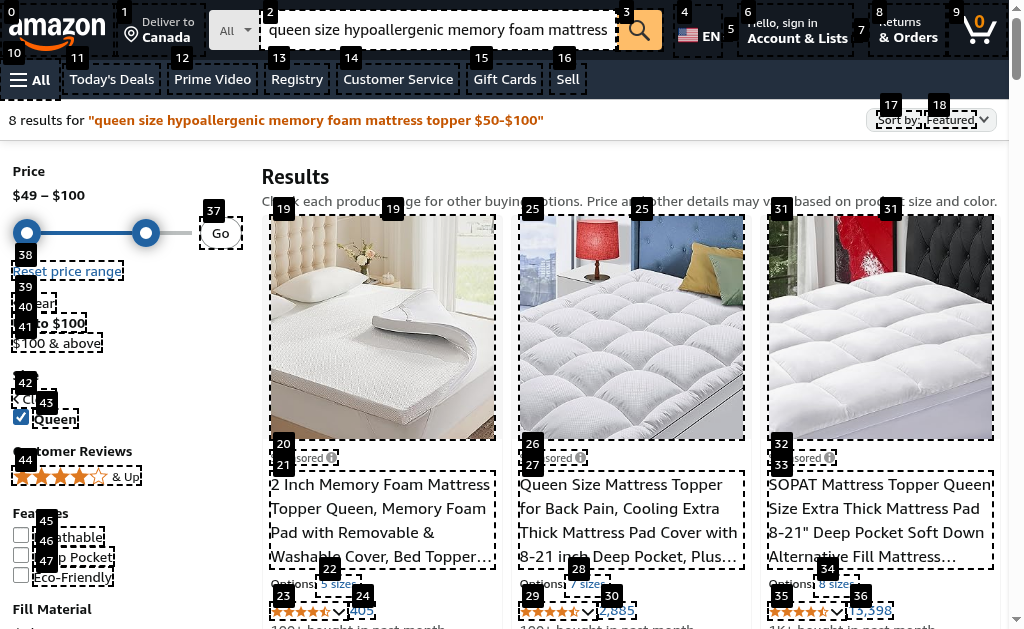 0 1 2 3 4 5 6 7 8 9
amazon
Deliver to
Canada
All
queen size hypoallergenic memory foam mattress
EN
Hello, sign in
Account & Lists
Returns
& Orders
0
10 11 12 13 14 15 16
All
Today's Deals
Prime Video
Registry
Customer Service
Gift Cards
Sell
8 results for "queen size hypoallergenic memory foam mattress topper $50-$100"
17 18
Sort by: Featured
Price
$49 – $100
37
Go
38
Reset price range
39
40
to $100
41
$100 & above
42
43
Queen
Customer Reviews
44
& Up
Features
45
46
Pocket
47
Eco-Friendly
Fill Material
Results
Check each product page for other buying options. Price and other details may vary based on product size and color.
19 19
20
21
2 Inch Memory Foam Mattress
Topper Queen, Memory Foam
Pad with Removable &
Washable Cover, Bed Topper...
22
Options: 5 sizes
23 24
405
100+ bought in past month
25 25
26
27
Queen Size Mattress Topper
for Back Pain, Cooling Extra
Thick Mattress Pad Cover with
8-21 inch Deep Pocket, Plus...
28
Options: 7 sizes
29 30
2,885
100+ bought in past month
31 31
32
33
SOPAT Mattress Topper Queen
Size Extra Thick Mattress Pad
8-21" Deep Pocket Soft Down
Alternative Fill Mattress...
34
Options: 8 sizes
35 36
13,398
1K+ bought in past month